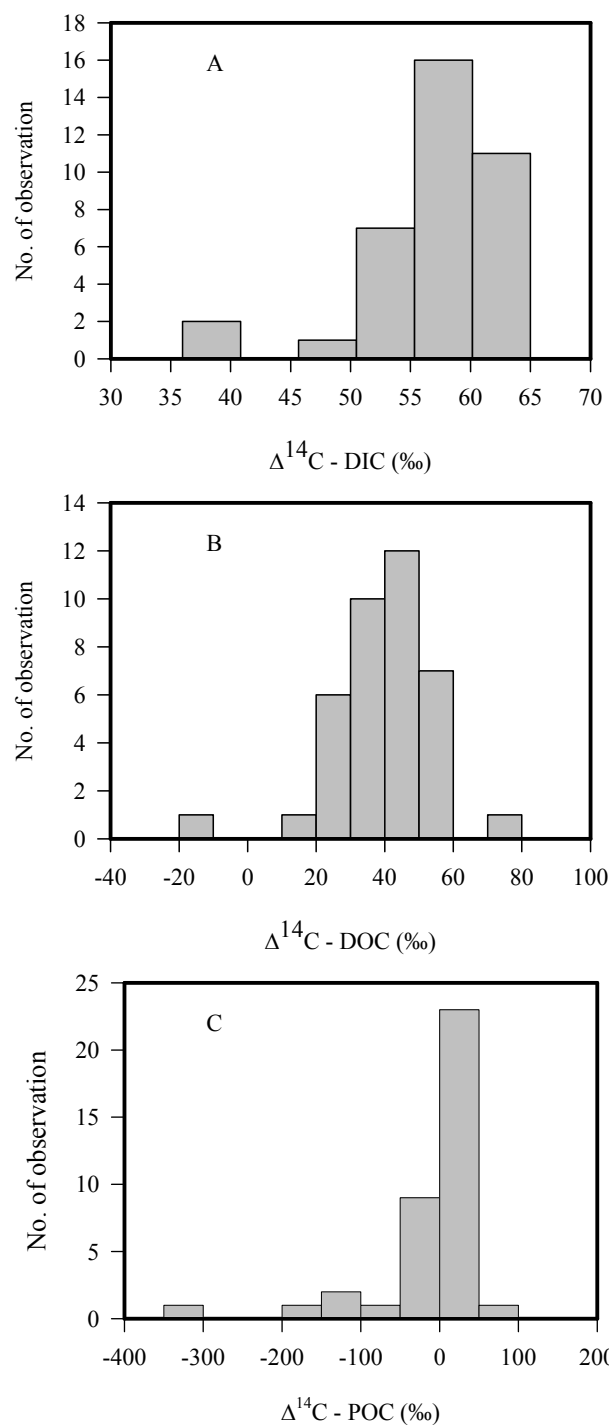 A
No. of observation
18
16
14
12
10
8
6
4
2
0
30 35 40 45 50 55 60 65 70
Δ¹⁴C - DIC (‰)
B
No. of observation
14
12
10
8
6
4
2
0
-40 -20 0 20 40 60 80 100
Δ¹⁴C - DOC (‰)
C
No. of observation
25
20
15
10
5
0
-400 -300 -200 -100 0 100 200
Δ¹⁴C - POC (‰)